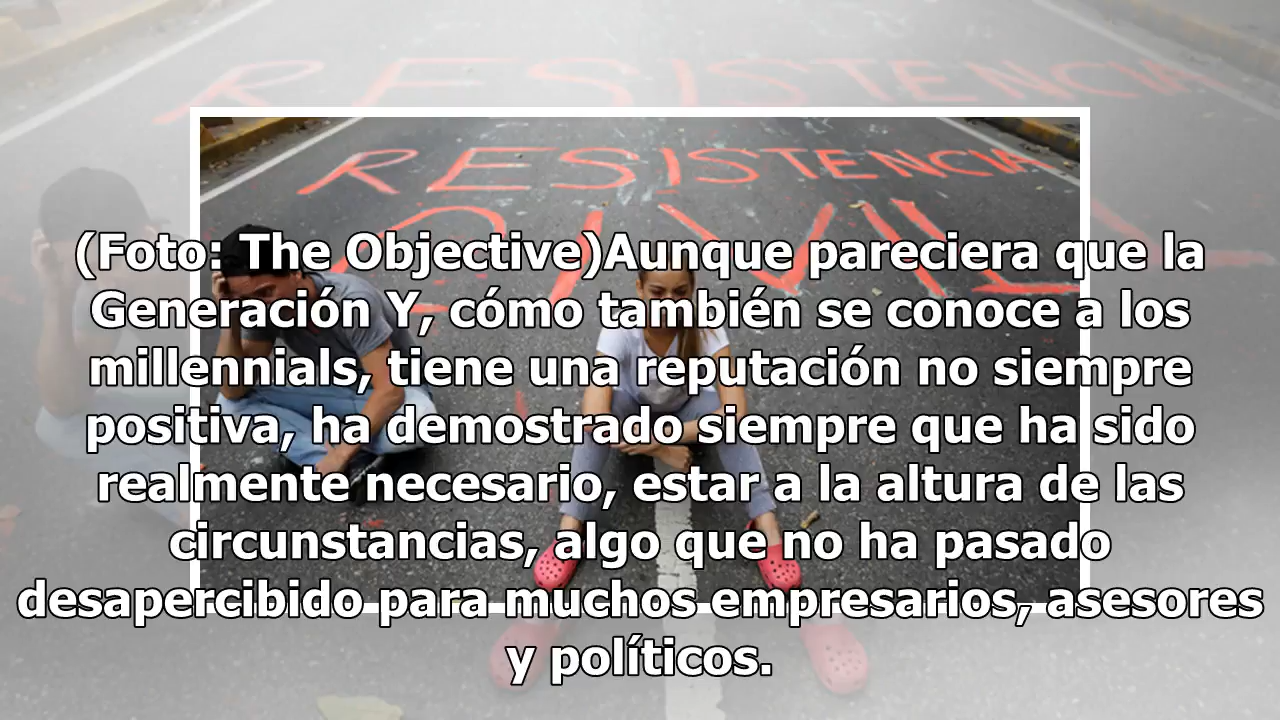 RESISTENCIA
RESISTENCIA
CIVIL
(Foto: The Objective)Aunque pareciera que la
Generación Y, cómo también se conoce a los
millennials, tiene una reputación no siempre
positiva, ha demostrado siempre que ha sido
realmente necesario, estar a la altura de las
circunstancias, algo que no ha pasado
desapercibido para muchos empresarios, asesores
y políticos.